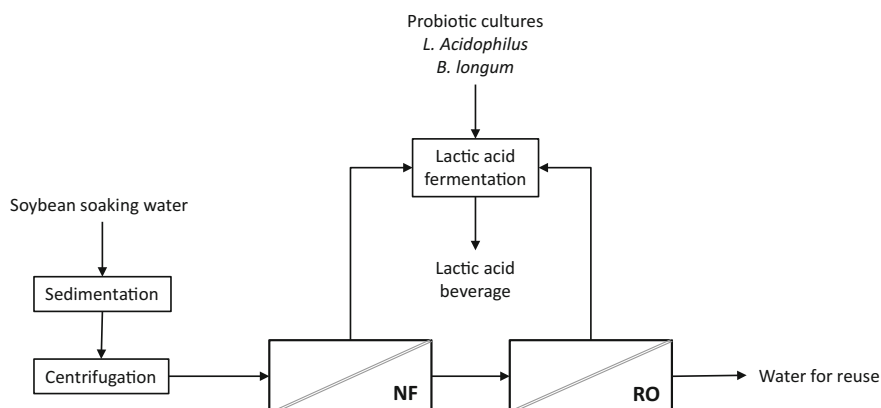 Probiotic cultures
L. Acidophilus
B. longum
Lactic acid
fermentation
Soybean soaking water
Lactic acid
beverage
Sedimentation
Centrifugation
NF
RO
Water for reuse